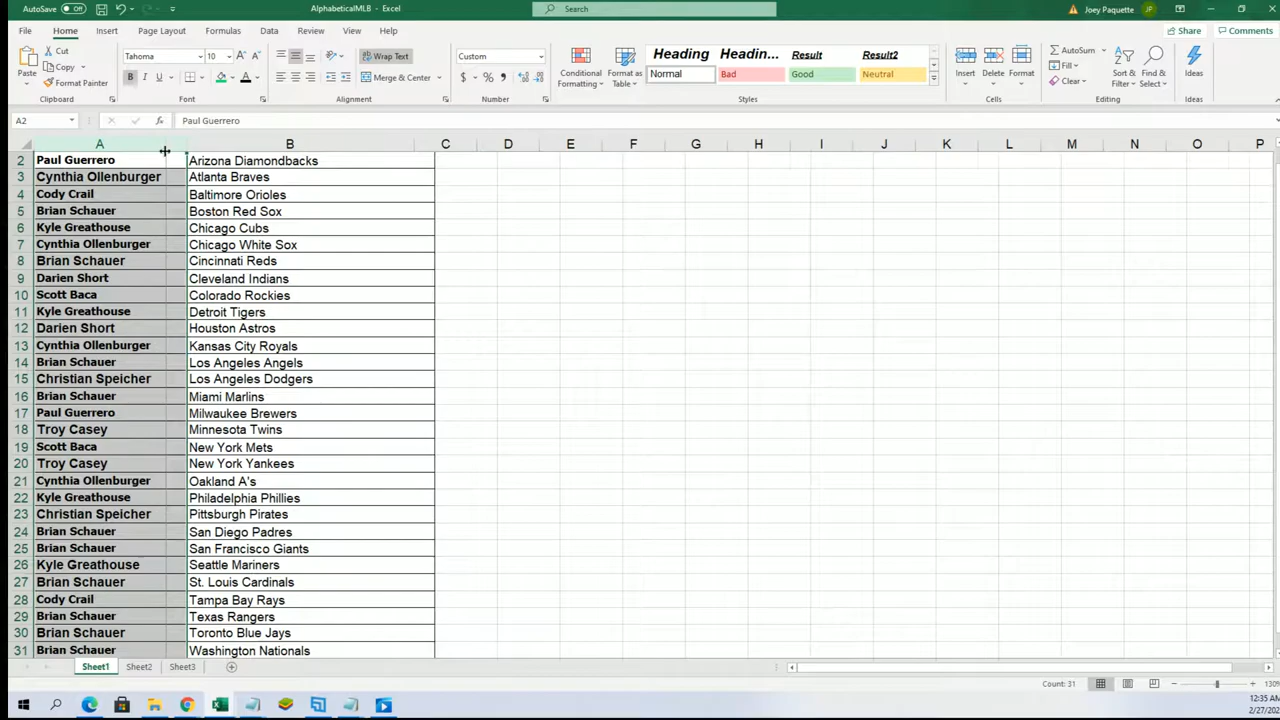 AutoSave Off AlphabeticalMLB - Excel Search Joey Paquette JP
File Home Insert Page Layout Formulas Data Review View Help Share Comments
Paste Cut Copy Format Painter Clipboard
Tahoma 10 B I U Font
Wrap Text Merge & Center Alignment
Custom $ % Number
Conditional Formatting Format as Table
Heading Headin... Result Result2
Normal Bad Good Neutral
Styles
Insert Delete Format Cells
AutoSum Fill Clear Sort & Filter Find & Select Editing
Ideas Ideas
A2 fx Paul Guerrero
A B C D E F G H I J K L M N O P
2 Paul Guerrero Arizona Diamondbacks
3 Cynthia Ollenburger Atlanta Braves
4 Cody Crail Baltimore Orioles
5 Brian Schauer Boston Red Sox
6 Kyle Greathouse Chicago Cubs
7 Cynthia Ollenburger Chicago White Sox
8 Brian Schauer Cincinnati Reds
9 Darien Short Cleveland Indians
10 Scott Baca Colorado Rockies
11 Kyle Greathouse Detroit Tigers
12 Darien Short Houston Astros
13 Cynthia Ollenburger Kansas City Royals
14 Brian Schauer Los Angeles Angels
15 Christian Speicher Los Angeles Dodgers
16 Brian Schauer Miami Marlins
17 Paul Guerrero Milwaukee Brewers
18 Troy Casey Minnesota Twins
19 Scott Baca New York Mets
20 Troy Casey New York Yankees
21 Cynthia Ollenburger Oakland A's
22 Kyle Greathouse Philadelphia Phillies
23 Christian Speicher Pittsburgh Pirates
24 Brian Schauer San Diego Padres
25 Brian Schauer San Francisco Giants
26 Kyle Greathouse Seattle Mariners
27 Brian Schauer St. Louis Cardinals
28 Cody Crail Tampa Bay Rays
29 Brian Schauer Texas Rangers
30 Brian Schauer Toronto Blue Jays
31 Brian Schauer Washington Nationals
Sheet1 Sheet2 Sheet3
Count: 31 130%
12:35 AM
2/27/202